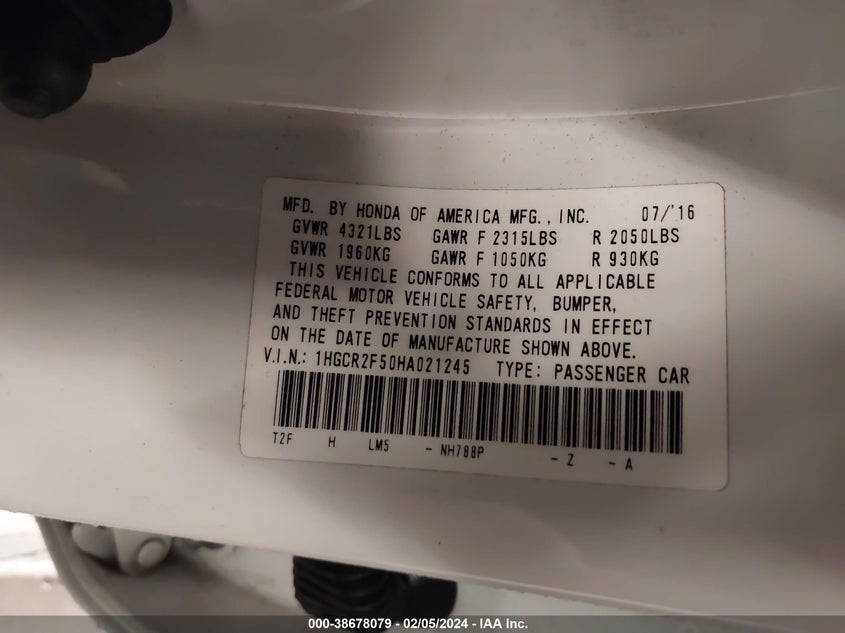 MFD. BY HONDA OF AMERICA MFG., INC. 07/'16
GVWR 4321LBS GAWR F 2315LBS R 2050LBS
GVWR 1960KG GAWR F 1050KG R 930KG
THIS VEHICLE CONFORMS TO ALL APPLICABLE
FEDERAL MOTOR VEHICLE SAFETY, BUMPER,
AND THEFT PREVENTION STANDARDS IN EFFECT
ON THE DATE OF MANUFACTURE SHOWN ABOVE.
V.I.N.: 1HGCR2F50HA021245 TYPE: PASSENGER CAR
T2F H LM5 - NH788P - Z - A
000-38678079 - 02/05/2024 - IAA Inc.